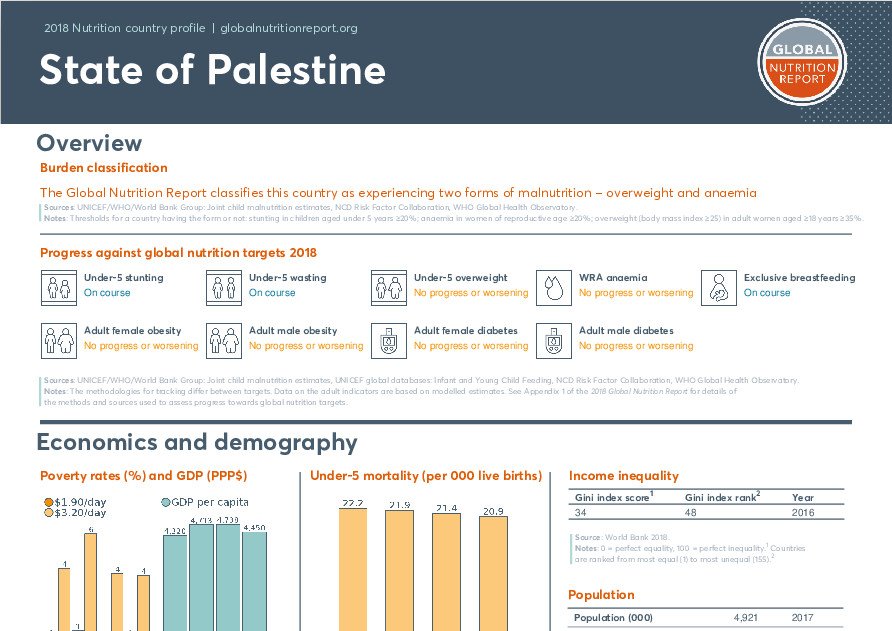 2018 Nutrition country profile | globalnutritionreport.org
State of Palestine
GLOBAL
NUTRITION
REPORT
Overview
Burden classification
The Global Nutrition Report classifies this country as experiencing two forms of malnutrition – overweight and anaemia
Sources: UNICEF/WHO/World Bank Group: Joint child malnutrition estimates, NCD Risk Factor Collaboration, WHO Global Health Observatory.
Notes: Thresholds for a country having the form or not: stunting in children aged under 5 years ≥20%; anaemia in women of reproductive age ≥20%; overweight (body mass index ≥25) in adult women aged ≥18 years ≥35%.
Progress against global nutrition targets 2018
Under-5 stunting
On course
Under-5 wasting
On course
Under-5 overweight
No progress or worsening
WRA anaemia
No progress or worsening
Exclusive breastfeeding
On course
Adult female obesity
No progress or worsening
Adult male obesity
No progress or worsening
Adult female diabetes
No progress or worsening
Adult male diabetes
No progress or worsening
Sources: UNICEF/WHO/World Bank Group: Joint child malnutrition estimates, UNICEF global databases: Infant and Young Child Feeding, NCD Risk Factor Collaboration, WHO Global Health Observatory.
Notes: The methodologies for tracking differ between targets. Data on the adult indicators are based on modelled estimates. See Appendix 1 of the 2018 Global Nutrition Report for details of
the methods and sources used to assess progress towards global nutrition targets.
Economics and demography
Poverty rates (%) and GDP (PPP$)
$1.90/day
$3.20/day
GDP per capita
4
1
6
4
4
4,320
4,713
4,738
4,450
Under-5 mortality (per 000 live births)
22.2
21.9
21.4
20.9
Income inequality
Gini index score1 Gini index rank2 Year
34 48 2016
Source: World Bank 2018.
Notes: 0 = perfect equality, 100 = perfect inequality.1 Countries
are ranked from most equal (1) to most unequal (155).2
Population
Population (000) 4,921 2017